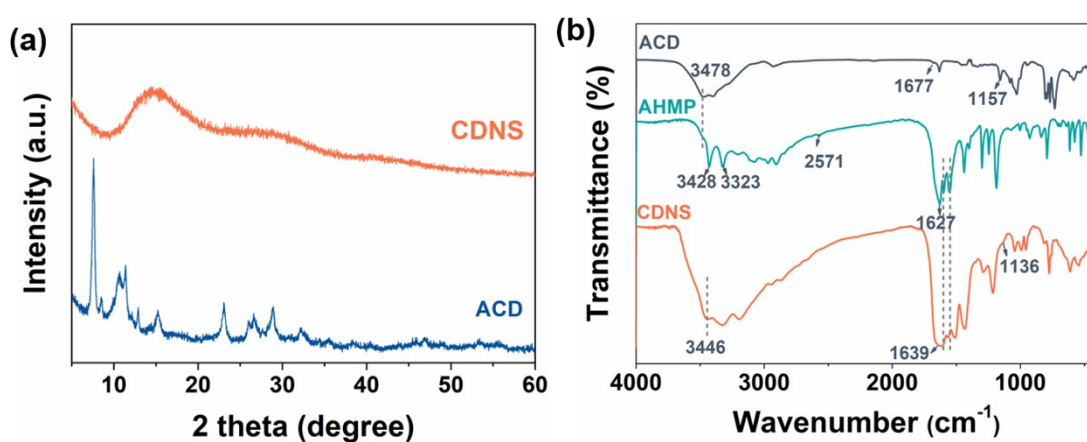 (a)
Intensity (a.u.)
CDNS
ACD
10 20 30 40 50 60
2 theta (degree)
(b)
Transmittance (%)
ACD
3478
1677
1157
AHMP
2571
3428 3323
1627
CDNS
1136
3446
1639
4000 3000 2000 1000
Wavenumber (cm⁻¹)